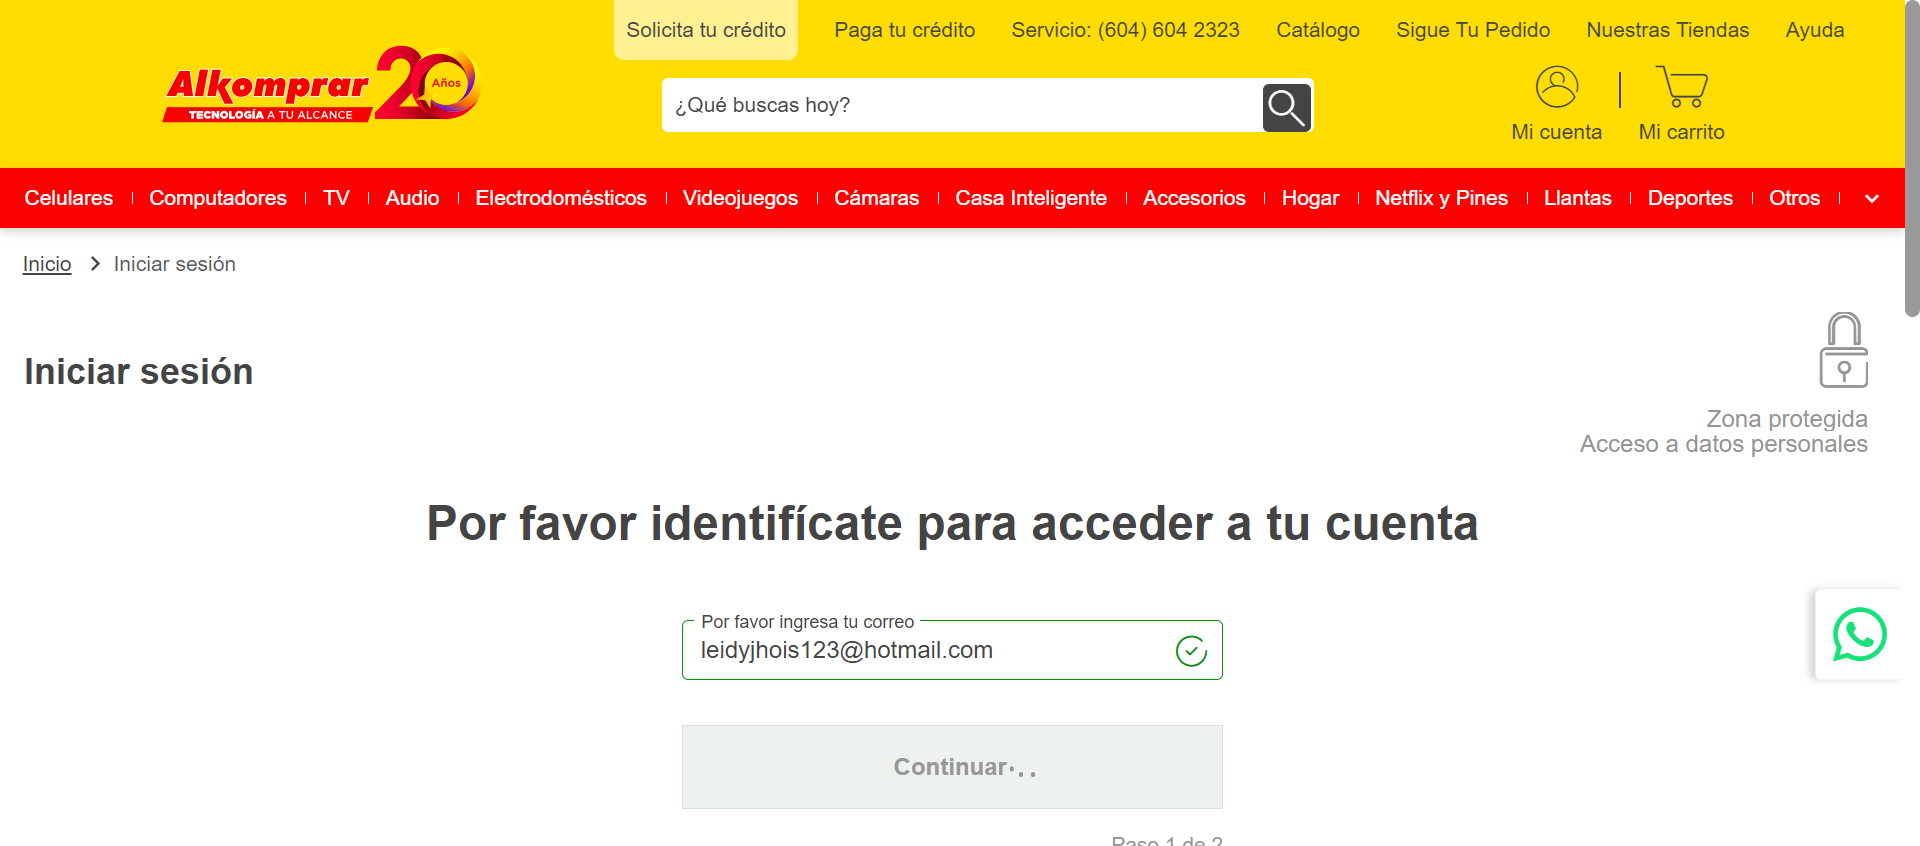 Solicita tu crédito
Paga tu crédito
Servicio: (604) 604 2323
Catálogo
Sigue Tu Pedido
Nuestras Tiendas
Ayuda
Alkomprar 20 Años
TECNOLOGÍA A TU ALCANCE
¿Qué buscas hoy?
Mi cuenta
Mi carrito
Celulares
Computadores
TV
Audio
Electrodomésticos
Videojuegos
Cámaras
Casa Inteligente
Accesorios
Hogar
Netflix y Pines
Llantas
Deportes
Otros
Inicio
Iniciar sesión
Iniciar sesión
Zona protegida
Acceso a datos personales
Por favor identifícate para acceder a tu cuenta
Por favor ingresa tu correo
leidyjhois123@hotmail.com
Continuar...
Paso 1 de 2